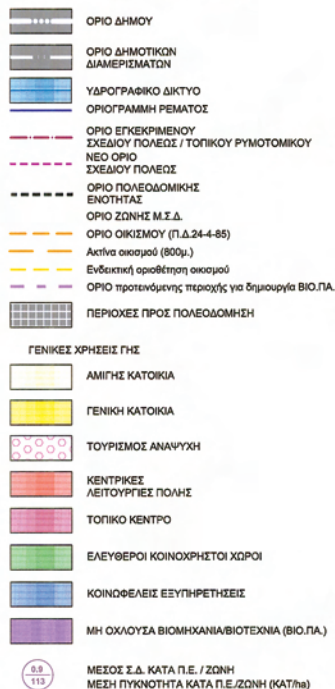 ΟΡΙΟ ΔΗΜΟΥ
ΟΡΙΟ ΔΗΜΟΤΙΚΩΝ
ΔΙΑΜΕΡΙΣΜΑΤΩΝ
ΥΔΡΟΓΡΑΦΙΚΟ ΔΙΚΤΥΟ
ΟΡΙΟΓΡΑΜΜΗ ΡΕΜΑΤΟΣ
ΟΡΙΟ ΕΓΚΕΚΡΙΜΕΝΟΥ
ΣΧΕΔΙΟΥ ΠΟΛΕΩΣ / ΤΟΠΙΚΟΥ ΡΥΜΟΤΟΜΙΚΟΥ
ΝΕΟ ΟΡΙΟ
ΣΧΕΔΙΟΥ ΠΟΛΕΩΣ
ΟΡΙΟ ΠΟΛΕΟΔΟΜΙΚΗΣ
ΕΝΟΤΗΤΑΣ
ΟΡΙΟ ΖΩΝΗΣ Μ.Σ.Δ.
ΟΡΙΟ ΟΙΚΙΣΜΟΥ (Π.Δ.24-4-85)
Ακτίνα οικισμού (800μ.)
Ενδεικτική οριοθέτηση οικισμού
ΟΡΙΟ προτεινόμενης περιοχής για δημιουργία ΒΙΟ.ΠΑ.
ΠΕΡΙΟΧΕΣ ΠΡΟΣ ΠΟΛΕΟΔΟΜΗΣΗ
ΓΕΝΙΚΕΣ ΧΡΗΣΕΙΣ ΓΗΣ
ΑΜΙΓΗΣ ΚΑΤΟΙΚΙΑ
ΓΕΝΙΚΗ ΚΑΤΟΙΚΙΑ
ΤΟΥΡΙΣΜΟΣ ΑΝΑΨΥΧΗ
ΚΕΝΤΡΙΚΕΣ
ΛΕΙΤΟΥΡΓΙΕΣ ΠΟΛΗΣ
ΤΟΠΙΚΟ ΚΕΝΤΡΟ
ΕΛΕΥΘΕΡΟΙ ΚΟΙΝΟΧΡΗΣΤΟΙ ΧΩΡΟΙ
ΚΟΙΝΩΦΕΛΕΙΣ ΕΞΥΠΗΡΕΤΗΣΕΙΣ
ΜΗ ΟΧΛΟΥΣΑ ΒΙΟΜΗΧΑΝΙΑ/ΒΙΟΤΕΧΝΙΑ (ΒΙΟ.ΠΑ.)
0.9 ΜΕΣΟΣ Σ.Δ. ΚΑΤΑ Π.Ε. / ΖΩΝΗ
113 ΜΕΣΗ ΠΥΚΝΟΤΗΤΑ ΚΑΤΑ Π.Ε./ΖΩΝΗ (ΚΑΤ/ha)